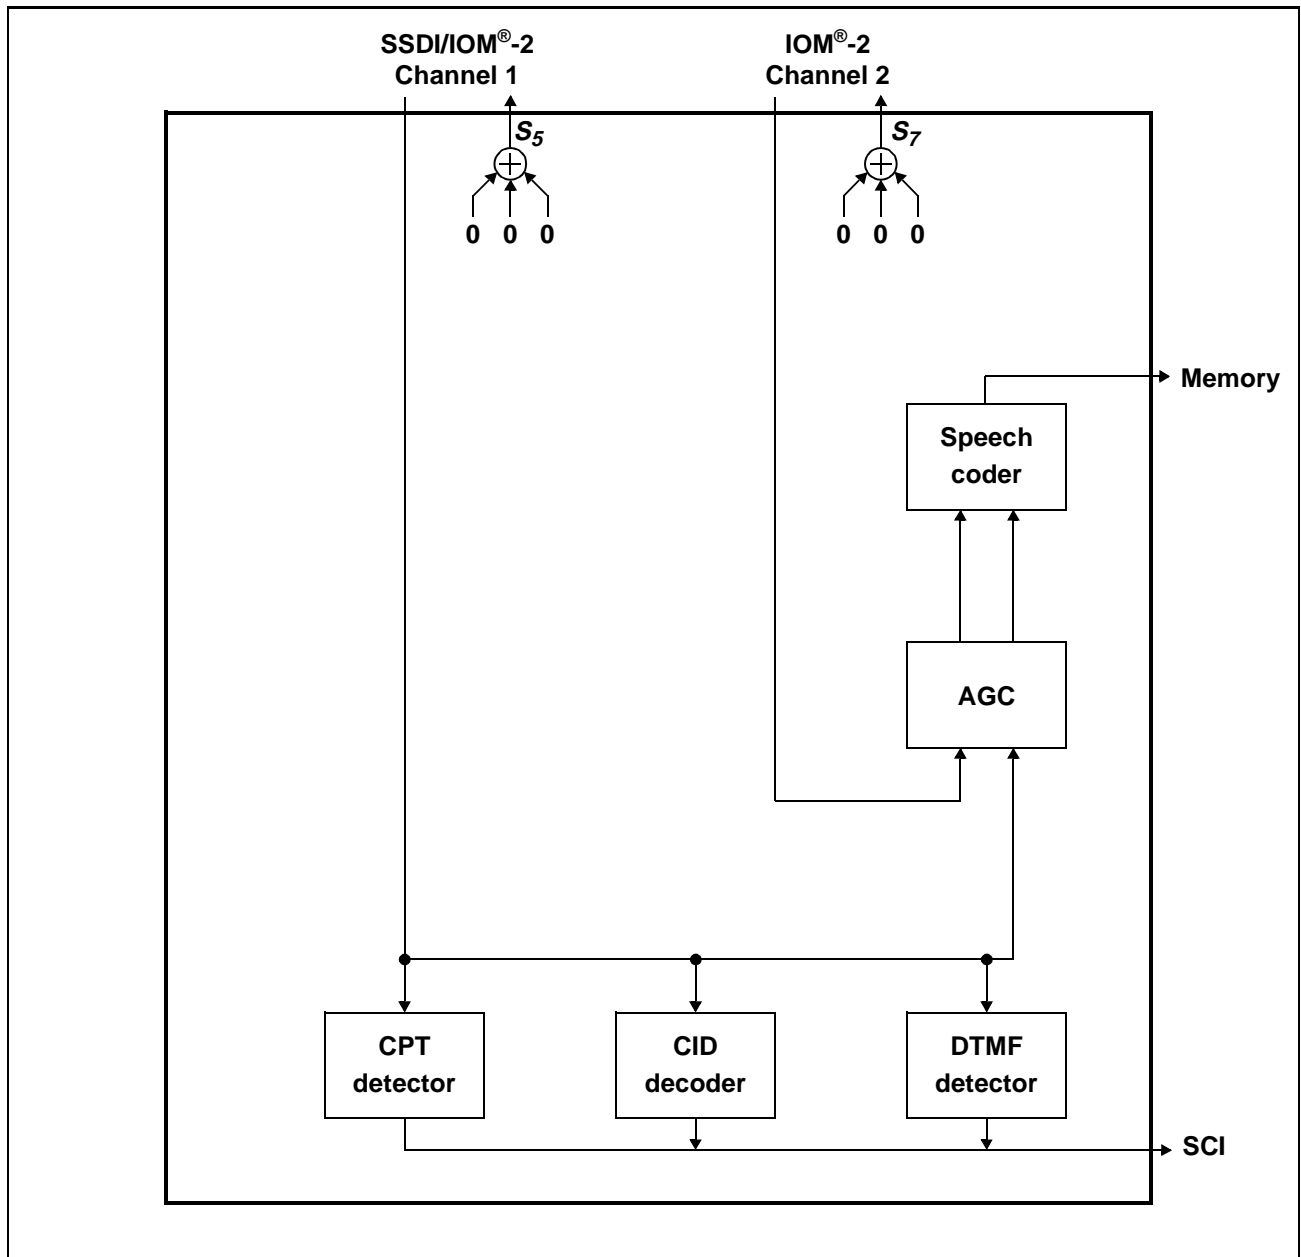 SSDI/IOM®-2
Channel 1
IOM®-2
Channel 2
S5
S7
0 0 0
0 0 0
Memory
Speech
coder
AGC
CPT
detector
CID
decoder
DTMF
detector
SCI